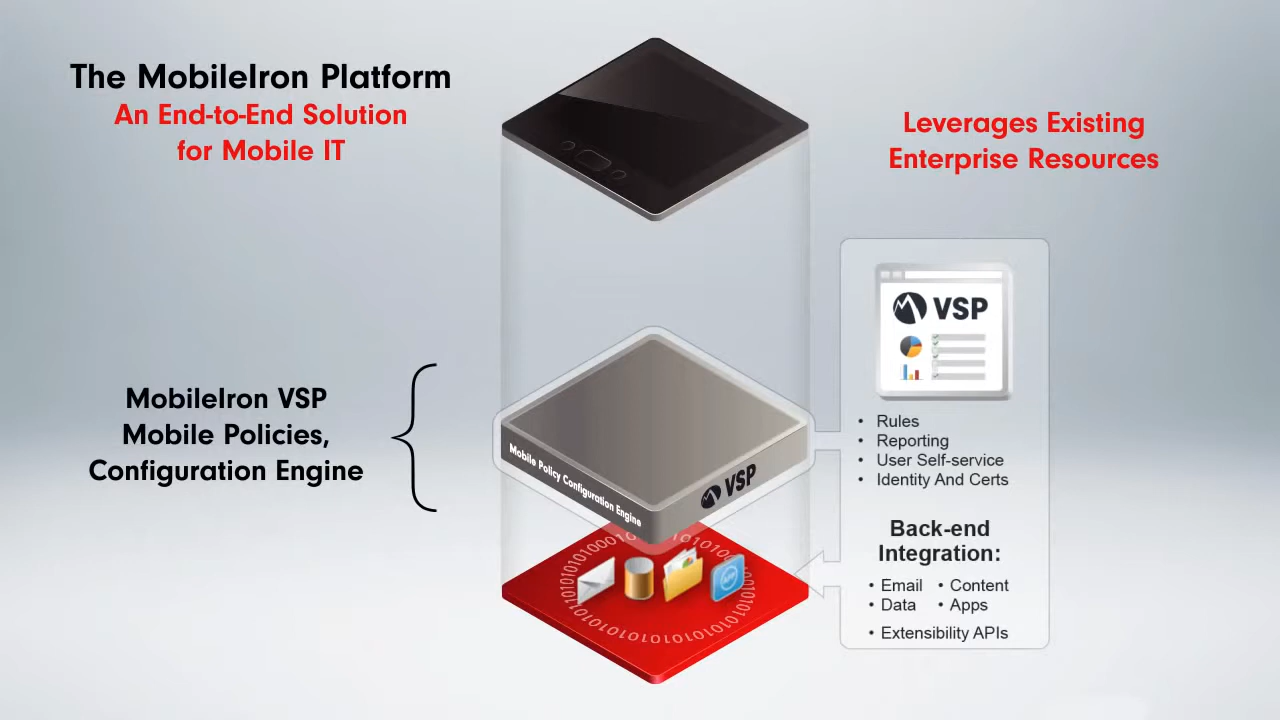 The MobileIron Platform
An End-to-End Solution
for Mobile IT
Leverages Existing
Enterprise Resources
MobileIron VSP
Mobile Policies,
Configuration Engine
Mobile Policy Configuration Engine
VSP
VSP
• Rules
• Reporting
• User Self-service
• Identity And Certs
Back-end
Integration:
• Email • Content
• Data • Apps
• Extensibility APIs